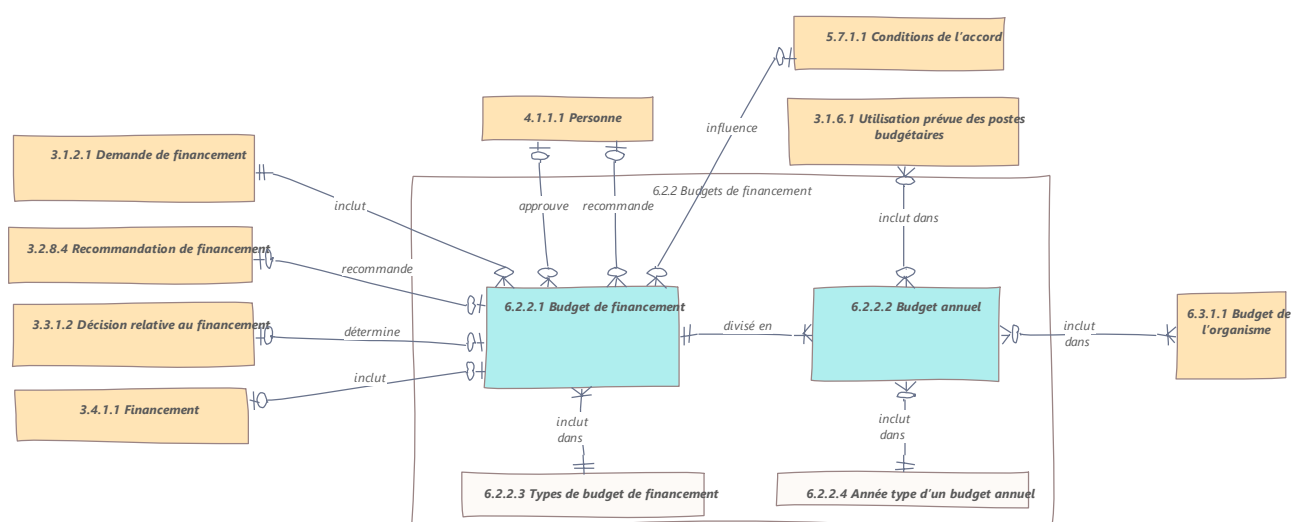 5.7.1.1 Conditions de l'accord
4.1.1.1 Personne
3.1.6.1 Utilisation prévue des postes
budgétaires
influence
3.1.2.1 Demande de financement
6.2.2 Budgets de financement
inclut
approuve
recommande
inclut dans
3.2.8.4 Recommandation de financement
recommande
6.2.2.1 Budget de financement
6.2.2.2 Budget annuel
6.3.1.1 Budget de
l'organisme
3.3.1.2 Décision relative au financement
détermine
divisé en
inclut
dans
inclut
3.4.1.1 Financement
inclut
dans
inclut
dans
6.2.2.3 Types de budget de financement
6.2.2.4 Année type d'un budget annuel